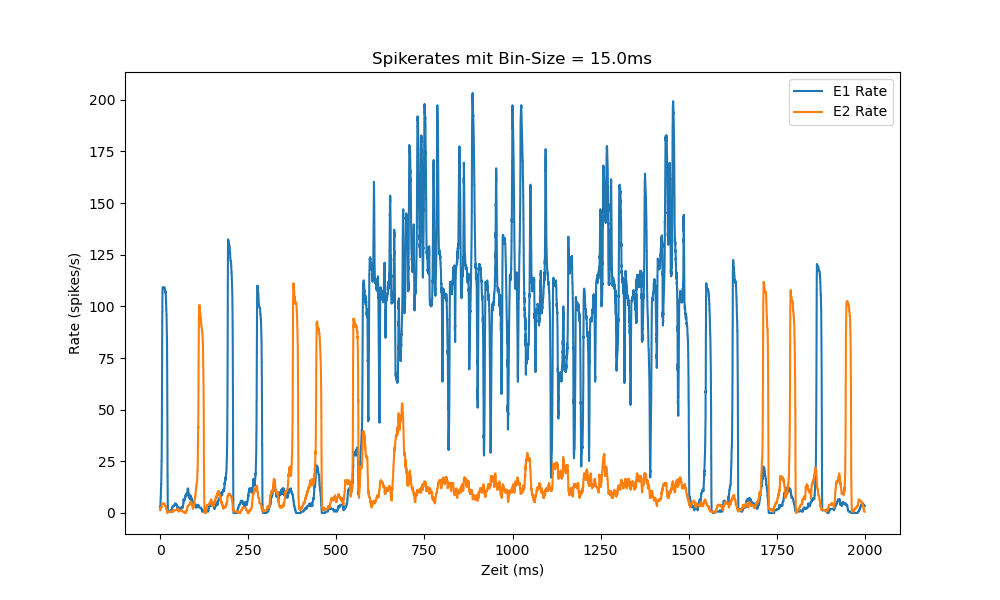 Spikerates mit Bin-Size = 15.0ms
E1 Rate
E2 Rate
200
175
150
125
100
75
50
25
0
Rate (spikes/s)
0 250 500 750 1000 1250 1500 1750 2000
Zeit (ms)